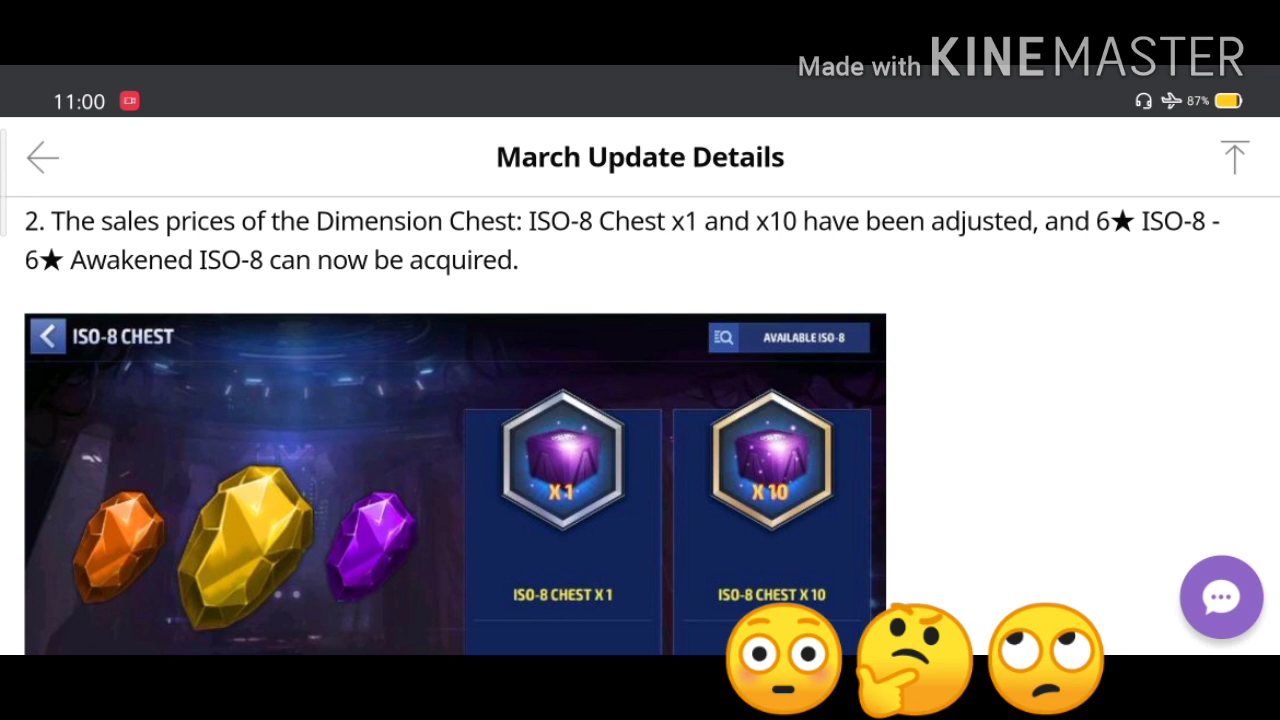 Made with KINEMASTER
11:00
87%
March Update Details
2. The sales prices of the Dimension Chest: ISO-8 Chest x1 and x10 have been adjusted, and 6★ ISO-8 -
6★ Awakened ISO-8 can now be acquired.
ISO-8 CHEST
AVAILABLE ISO-8
X 1
X 10
ISO-8 CHEST X 1
ISO-8 CHEST X 10